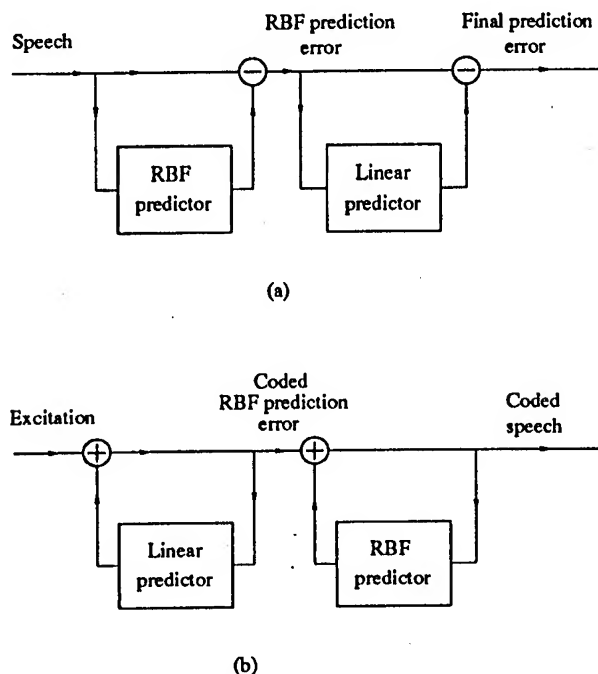 Speech
RBF prediction
error
Final prediction
error
−
−
RBF
predictor
Linear
predictor
(a)
Excitation
Coded
RBF prediction
error
Coded
speech
+
+
Linear
predictor
RBF
predictor
(b)